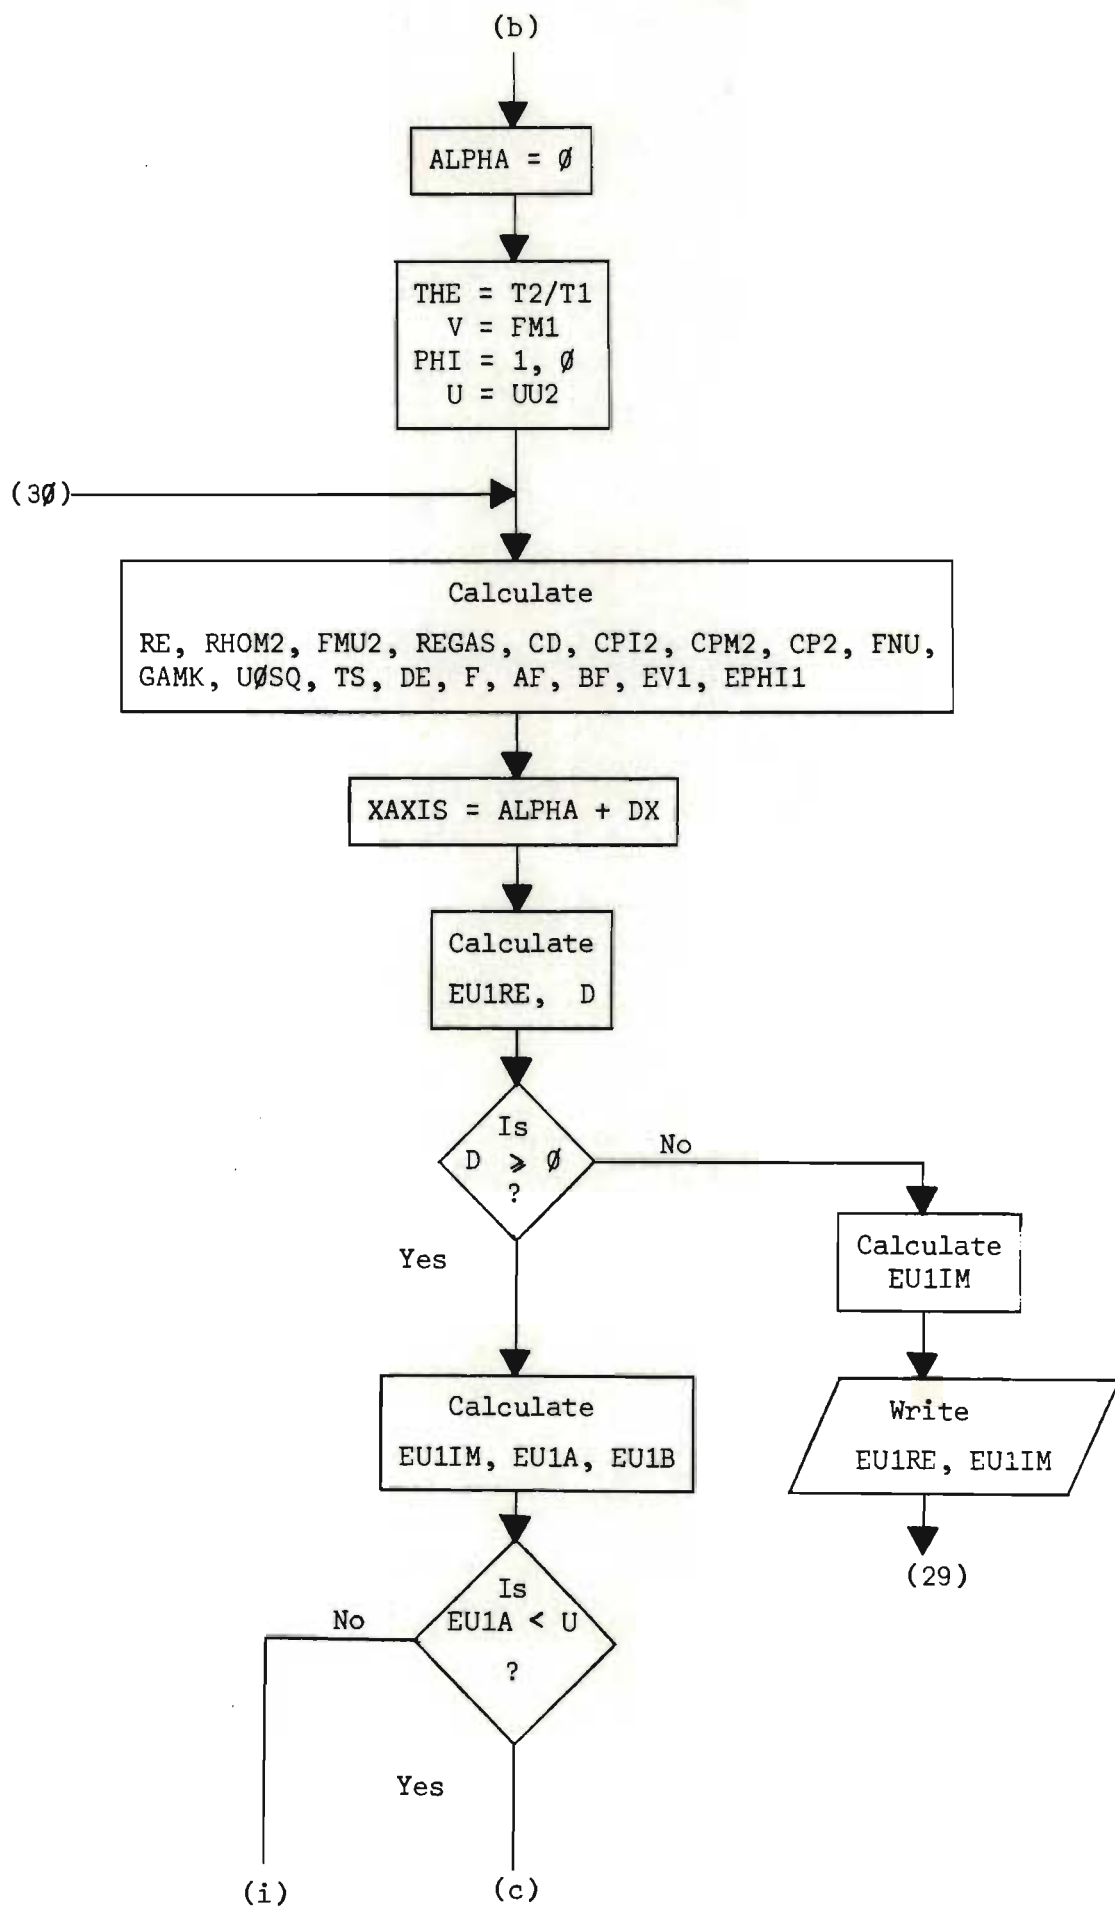 (b)
ALPHA = Ø
THE = T2/T1
V = FM1
PHI = 1, Ø
U = UU2
(3Ø)
Calculate
RE, RHOM2, FMU2, REGAS, CD, CPI2, CPM2, CP2, FNU,
GAMK, UØSQ, TS, DE, F, AF, BF, EV1, EPHI1
XAXIS = ALPHA + DX
Calculate
EU1RE, D
Is
D ⩾ Ø
?
No
Yes
Calculate
EU1IM
Calculate
EU1IM, EU1A, EU1B
Write
EU1RE, EU1IM
(29)
Is
EU1A < U
?
No
Yes
(i)
(c)